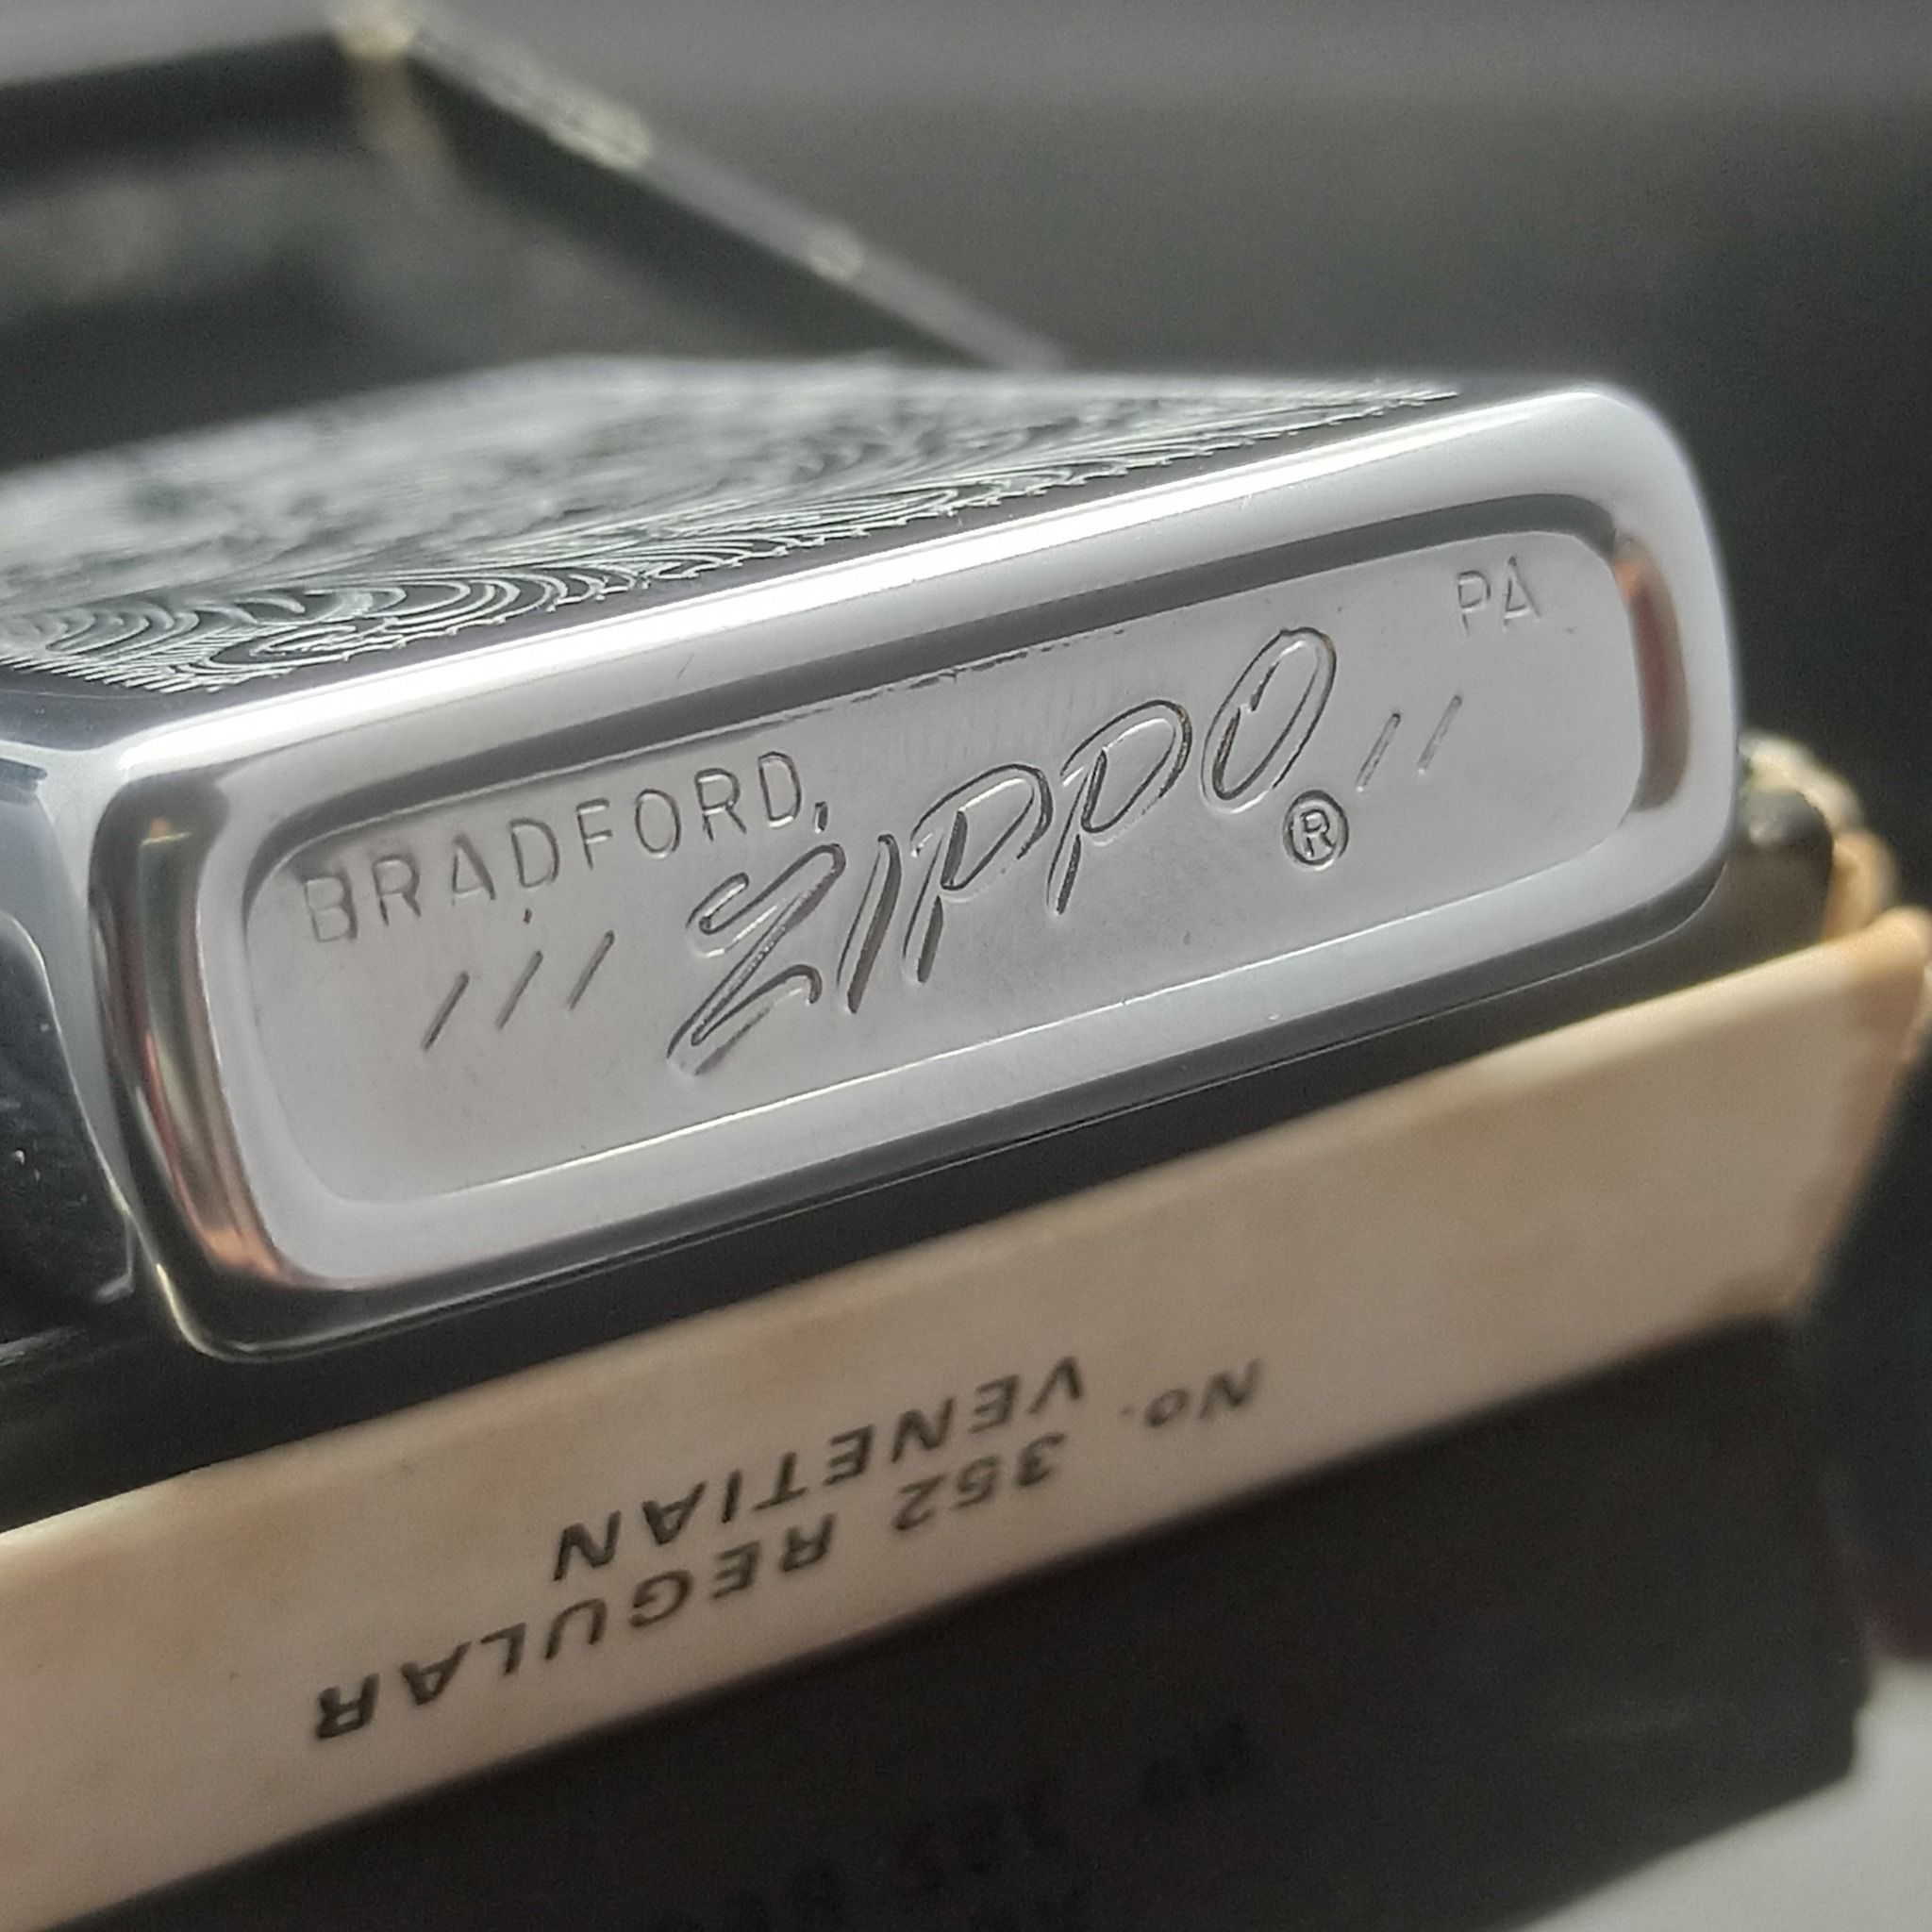 BRADFORD, PA
/// Zippo ® //
No. 352 REGULAR
VENETIAN